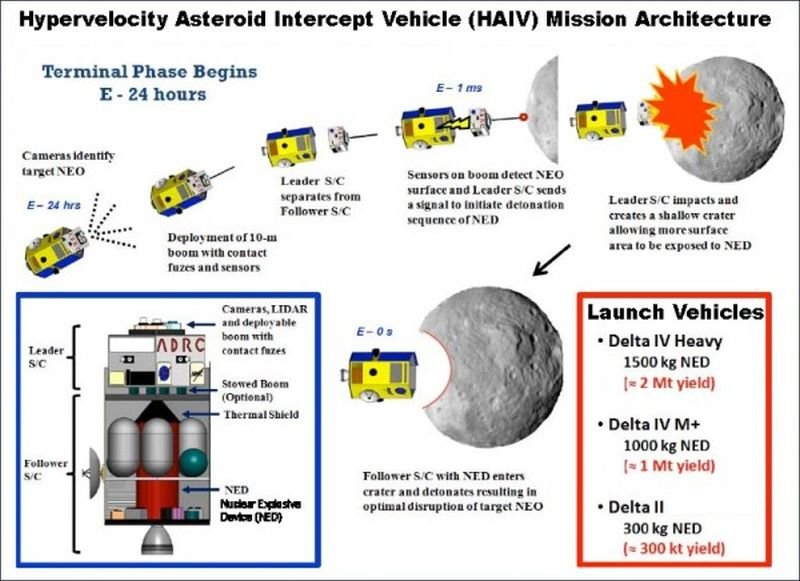 Hypervelocity Asteroid Intercept Vehicle (HAIV) Mission Architecture
Terminal Phase Begins
E - 24 hours
Cameras identify
target NEO
E – 24 hrs
Deployment of 10-m
boom with contact
fuzes and sensors
Leader S/C
separates from
Follower S/C
E – 1 ms
Sensors on boom detect NEO
surface and Leader S/C sends
a signal to initiate detonation
sequence of NED
Leader S/C impacts and
creates a shallow crater
allowing more surface
area to be exposed to NED
Leader
S/C
Follower
S/C
ADRC
Cameras, LIDAR
and deployable
boom with
contact fuzes
Stowed Boom
(Optional)
Thermal Shield
NED
Nuclear Explosive
Device (NED)
E – 0 s
Follower S/C with NED enters
crater and detonates resulting in
optimal disruption of target NEO
Launch Vehicles
• Delta IV Heavy
1500 kg NED
(≈ 2 Mt yield)
• Delta IV M+
1000 kg NED
(≈ 1 Mt yield)
• Delta II
300 kg NED
(≈ 300 kt yield)